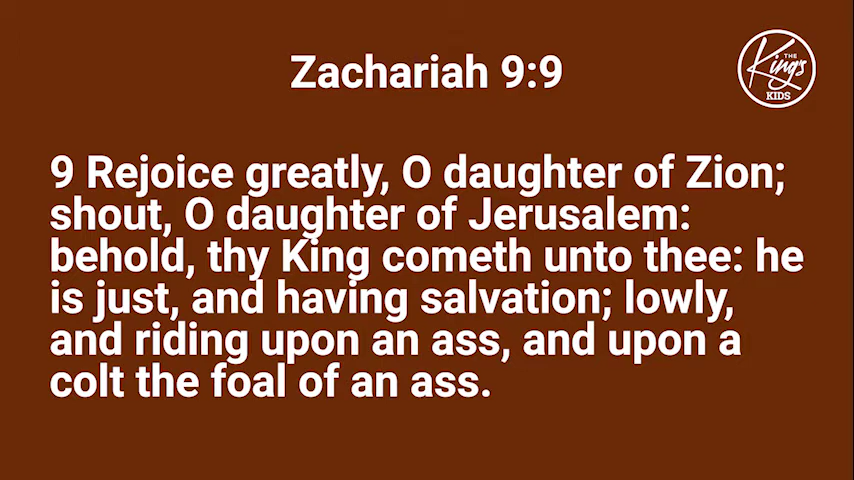 Zachariah 9:9
THE
King's
KIDS
9 Rejoice greatly, O daughter of Zion;
shout, O daughter of Jerusalem:
behold, thy King cometh unto thee: he
is just, and having salvation; lowly,
and riding upon an ass, and upon a
colt the foal of an ass.